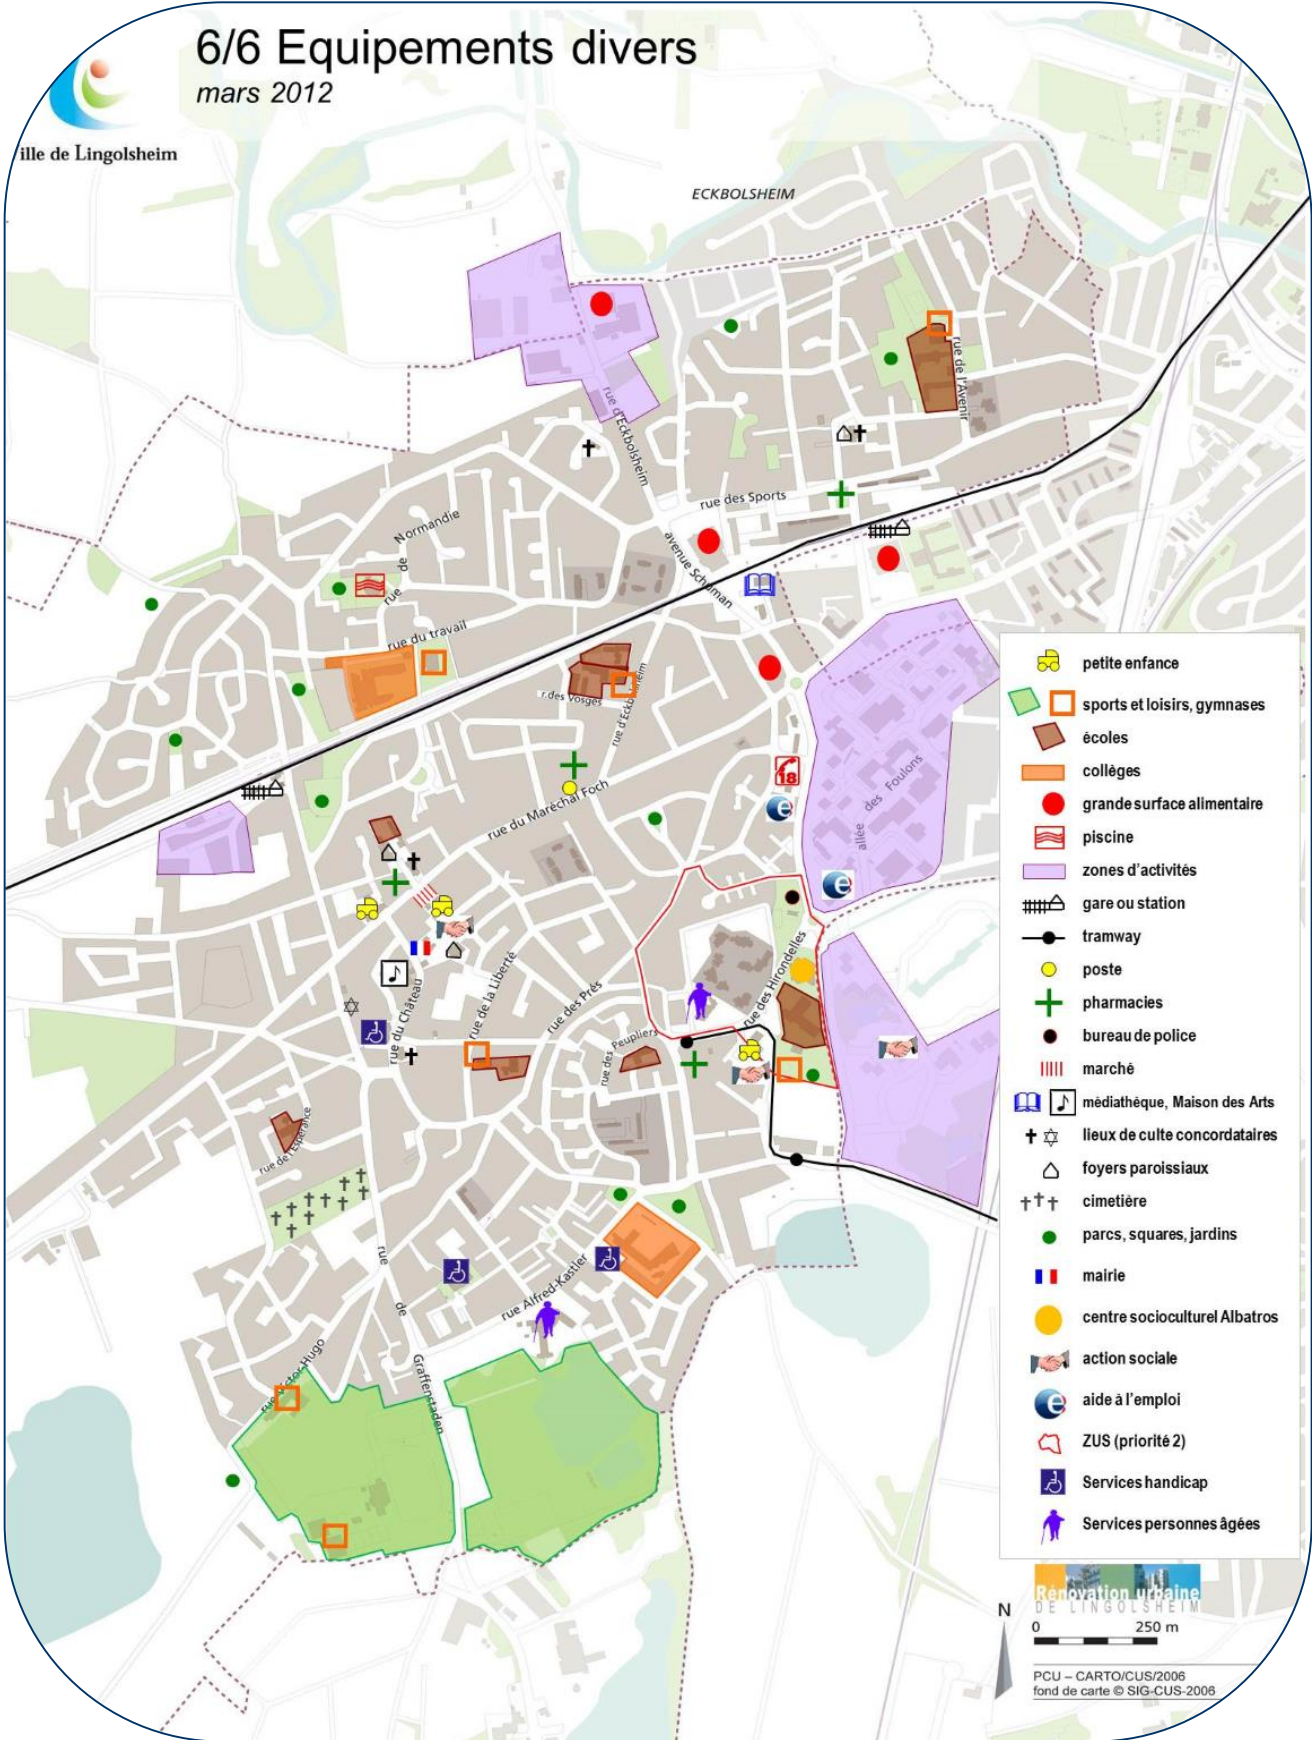 6/6 Equipements divers
mars 2012
ille de Lingolsheim
ECKBOLSHEIM
rue de l'Avenir
rue d'Eckbolsheim
rue des Sports
rue de Normandie
avenue Schuman
rue du travail
r.des Vosges
rue d'Eckbolsheim
18
rue du Maréchal Foch
allée des Foulons
rue des Hirondelles
rue de la Liberté
rue des Prés
rue du Château
rue des Peupliers
rue de l'Espérance
rue Alfred-Kastler
rue de Graffenstaden
rue Victor Hugo
petite enfance
sports et loisirs, gymnases
écoles
collèges
grande surface alimentaire
piscine
zones d'activités
gare ou station
tramway
poste
pharmacies
bureau de police
marché
médiathèque, Maison des Arts
lieux de culte concordataires
foyers paroissiaux
cimetière
parcs, squares, jardins
mairie
centre socioculturel Albatros
action sociale
aide à l'emploi
ZUS (priorité 2)
Services handicap
Services personnes âgées
Rénovation urbaine
DE LINGOLSHEIM
N
0 250 m
PCU – CARTO/CUS/2006
fond de carte © SIG-CUS-2006